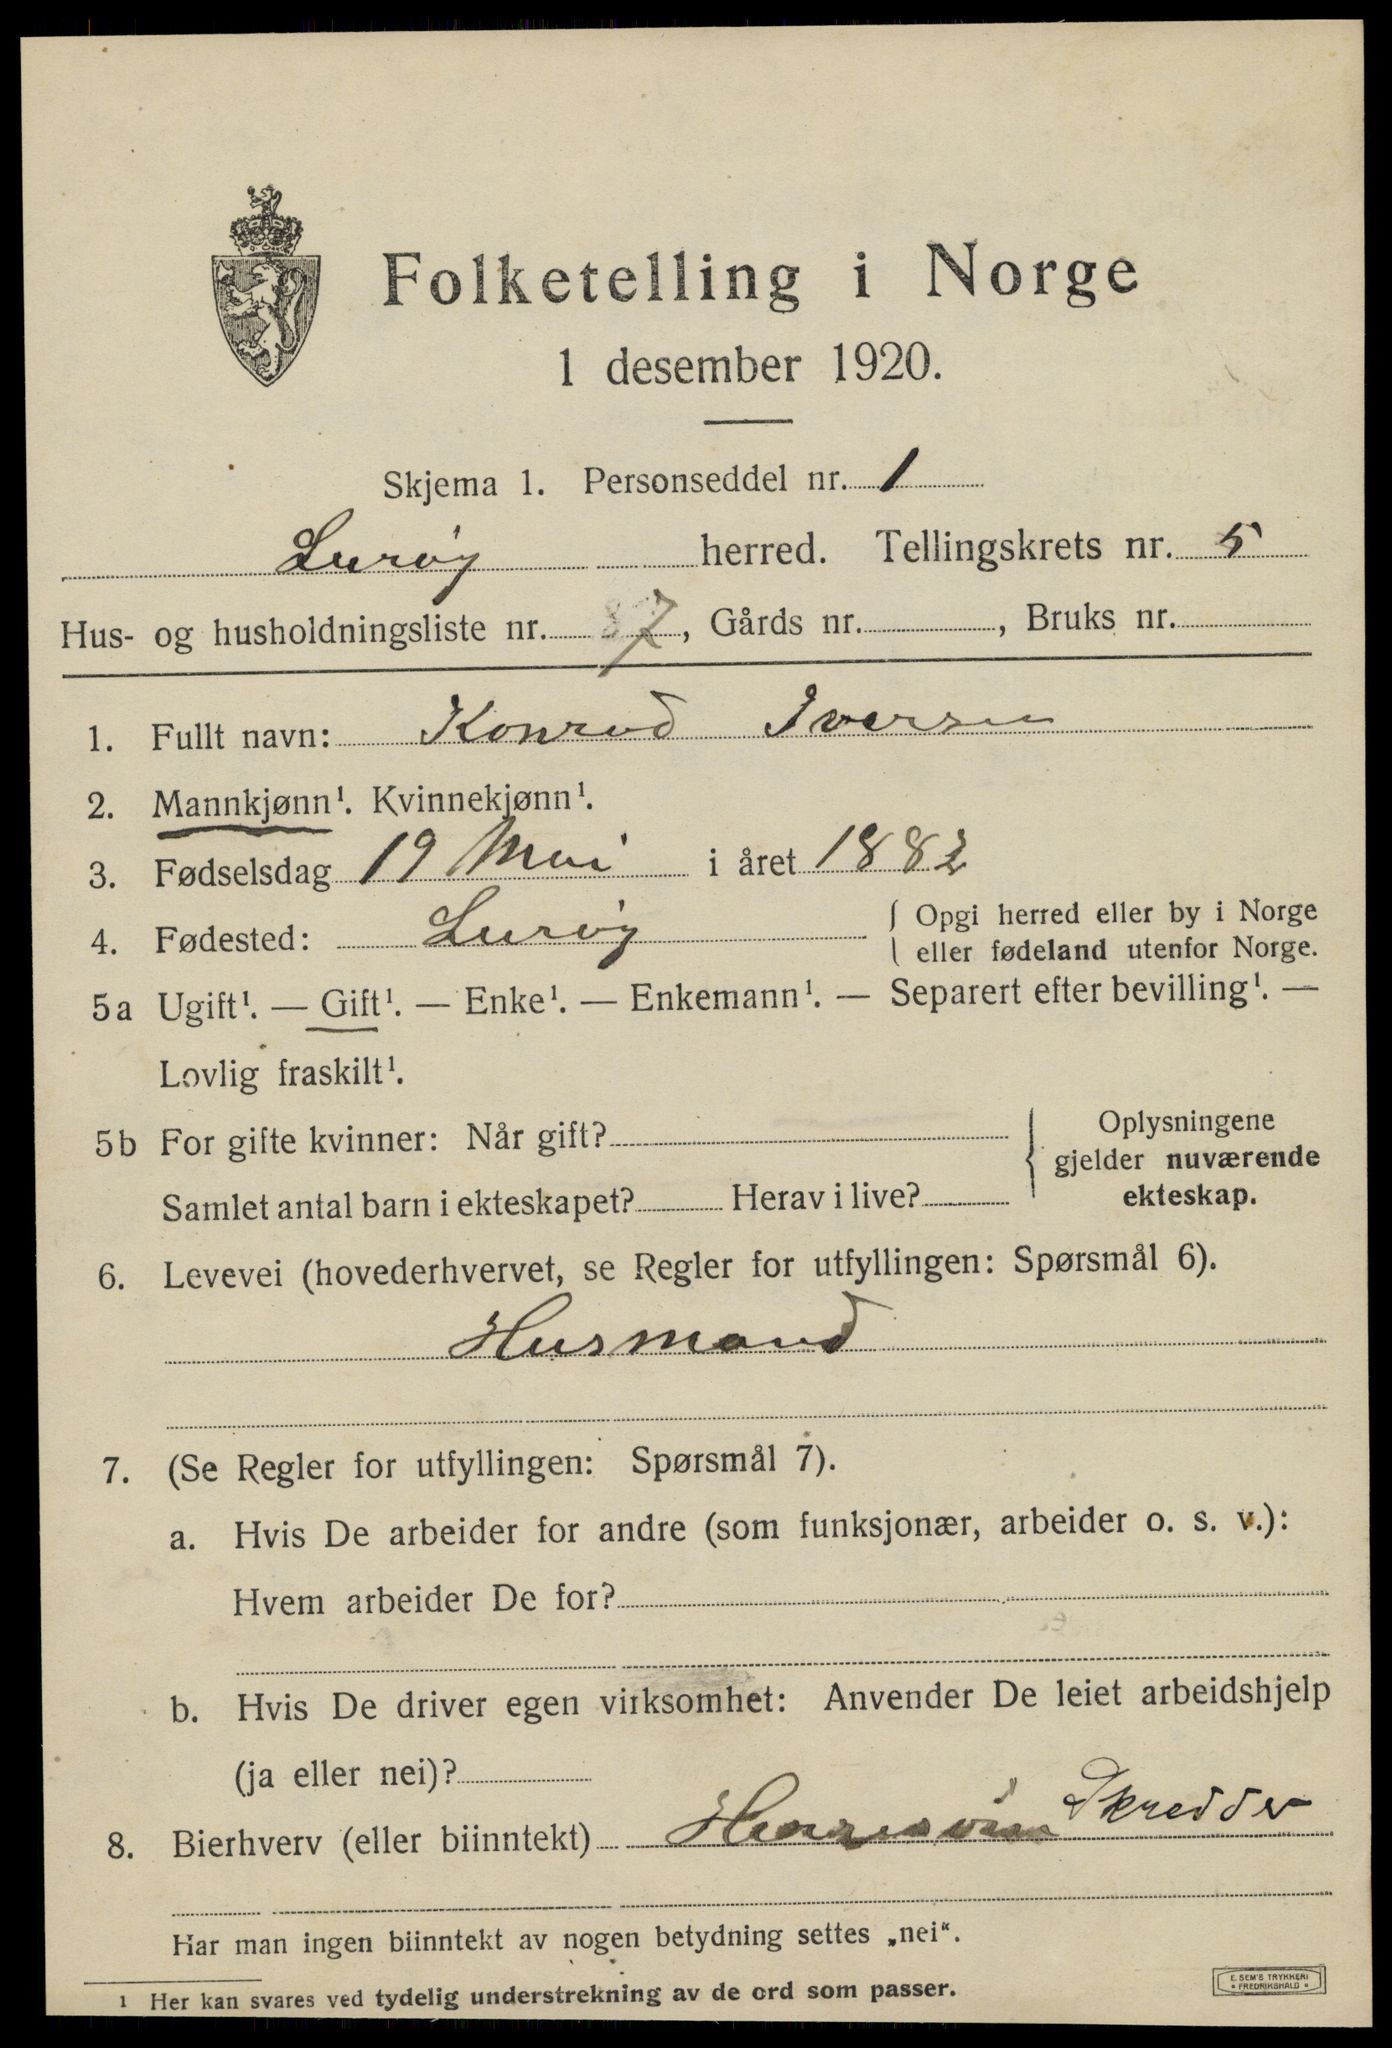 Folketelling i Norge
1 desember 1920.
Skjema 1. Personseddel nr. 1
Lurøy herred. Tellingskrets nr. 5
Hus- og husholdningsliste nr. 37, Gårds nr. , Bruks nr.
1. Fullt navn: Konrad Iversen
2. Mannkjønn¹. Kvinnekjønn¹.
3. Fødselsdag 19 Mai i året 1882
4. Fødested: Lurøy { Opgi herred eller by i Norge
eller fødeland utenfor Norge.
5a Ugift¹. — Gift¹. — Enke¹. — Enkemann¹. — Separert efter bevilling¹. —
Lovlig fraskilt¹.
5b For gifte kvinner: Når gift? { Oplysningene
gjelder nuværende
Samlet antal barn i ekteskapet? Herav i live? ekteskap.
6. Levevei (hovederhvervet, se Regler for utfyllingen: Spørsmål 6).
Husmand
7. (Se Regler for utfyllingen: Spørsmål 7).
a. Hvis De arbeider for andre (som funksjonær, arbeider o. s. v.):
Hvem arbeider De for?
b. Hvis De driver egen virksomhet: Anvender De leiet arbeidshjelp
(ja eller nei)?
8. Bierhverv (eller biinntekt) Skredder
Har man ingen biinntekt av nogen betydning settes „nei“.
¹ Her kan svares ved tydelig understrekning av de ord som passer.
E. SEM'S TRYKKERI
FREDRIKSHALD